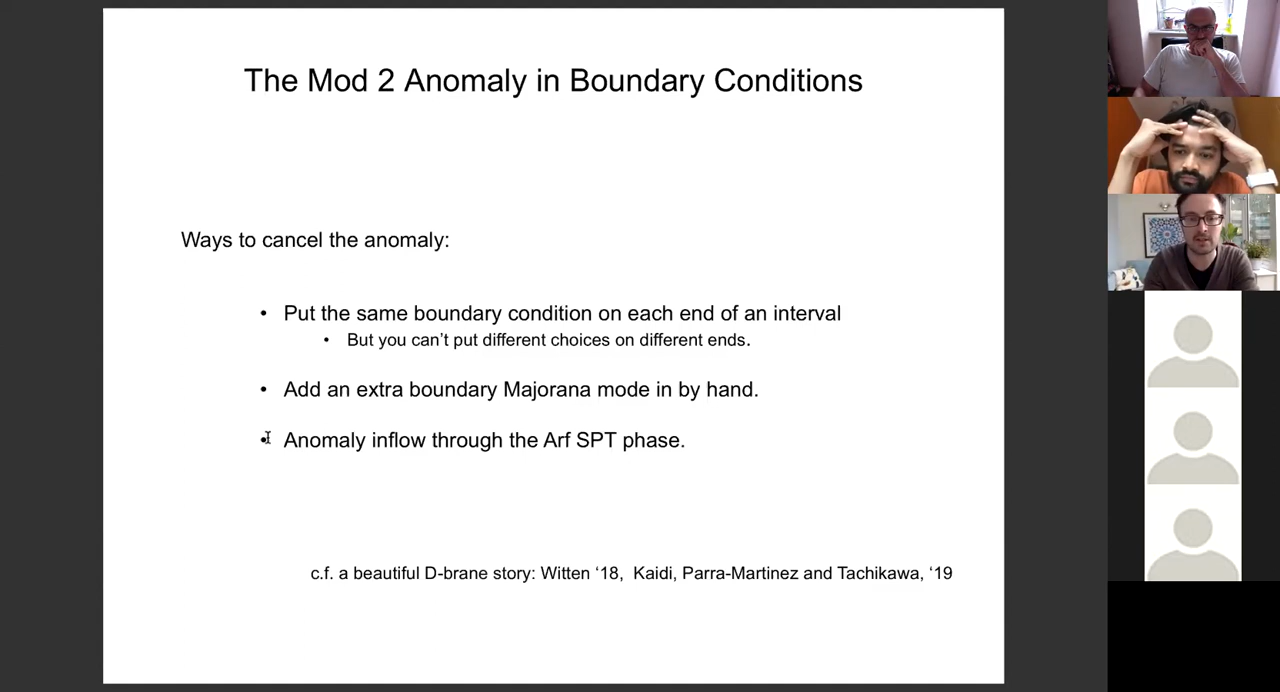 The Mod 2 Anomaly in Boundary Conditions
Ways to cancel the anomaly:
• Put the same boundary condition on each end of an interval
• But you can’t put different choices on different ends.
• Add an extra boundary Majorana mode in by hand.
• Anomaly inflow through the Arf SPT phase.
c.f. a beautiful D-brane story: Witten ‘18, Kaidi, Parra-Martinez and Tachikawa, ‘19